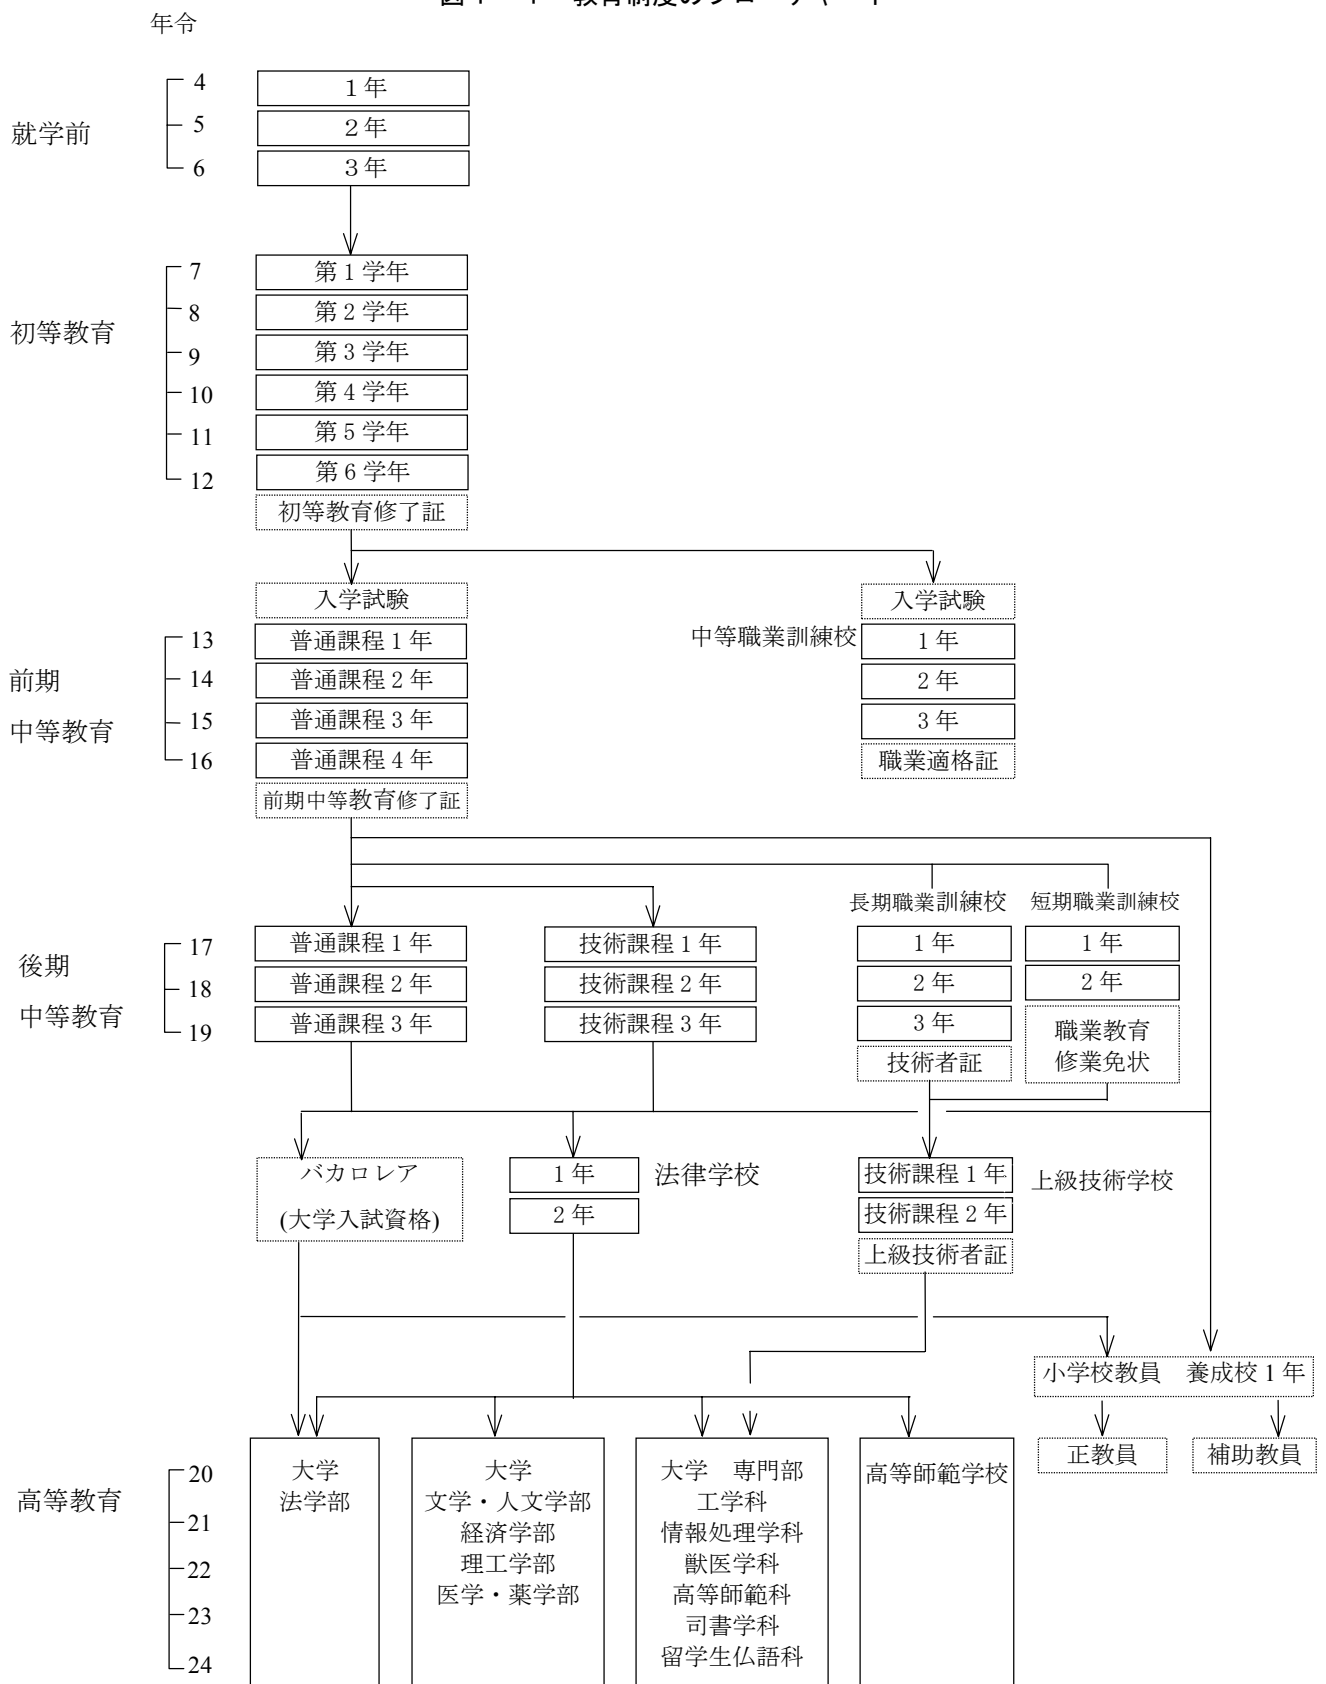 年令
4
1年
就学前
5
2年
6
3年
7
第1学年
8
第2学年
初等教育
9
第3学年
10
第4学年
11
第5学年
12
第6学年
初等教育修了証
入学試験
入学試験
13
普通課程1年
中等職業訓練校
1年
前期
14
普通課程2年
2年
中等教育
15
普通課程3年
3年
16
普通課程4年
職業適格証
前期中等教育修了証
長期職業訓練校
短期職業訓練校
17
普通課程1年
技術課程1年
1年
1年
後期
18
普通課程2年
技術課程2年
2年
2年
中等教育
19
普通課程3年
技術課程3年
3年
職業教育
修業免状
技術者証
バカロレア
(大学入試資格)
1年
法律学校
2年
技術課程1年
上級技術学校
技術課程2年
上級技術者証
小学校教員 養成校1年
正教員
補助教員
高等教育
20
21
22
23
24
大学
法学部
大学
文学・人文学部
経済学部
理工学部
医学・薬学部
大学 専門部
工学科
情報処理学科
獣医学科
高等師範科
司書学科
留学生仏語科
高等師範学校